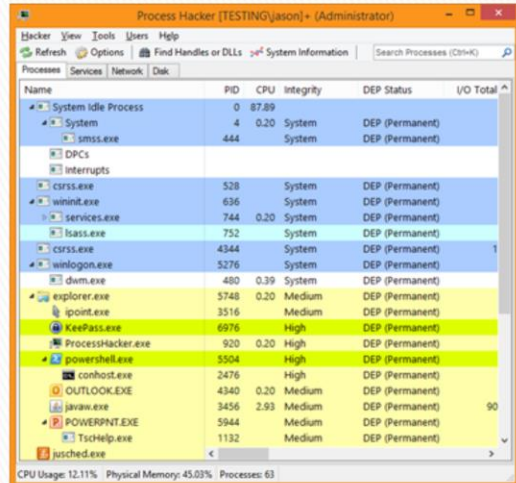 Process Hacker [TESTING\jason]+ (Administrator)
Hacker View Tools Users Help
Refresh Options Find Handles or DLLs System Information Search Processes (Ctrl+K)
Processes Services Network Disk
Name PID CPU Integrity DEP Status I/O Total
System Idle Process 0 87.89
System 4 0.20 System DEP (Permanent)
smss.exe 444 System DEP (Permanent)
DPCs
Interrupts
csrss.exe 528 System DEP (Permanent)
wininit.exe 636 System DEP (Permanent)
services.exe 744 0.20 System DEP (Permanent)
lsass.exe 752 System DEP (Permanent)
csrss.exe 4344 System DEP (Permanent) 1
winlogon.exe 5276 System DEP (Permanent)
dwm.exe 480 0.39 System DEP (Permanent)
explorer.exe 5748 0.20 Medium DEP (Permanent)
ipoint.exe 3516 Medium DEP (Permanent)
KeePass.exe 6976 High DEP (Permanent)
ProcessHacker.exe 920 0.20 High DEP (Permanent)
powershell.exe 5504 High DEP (Permanent)
conhost.exe 2476 High DEP (Permanent)
OUTLOOK.EXE 4340 0.20 Medium DEP (Permanent)
javaw.exe 3456 2.93 Medium DEP (Permanent) 90
POWERPNT.EXE 5944 Medium DEP (Permanent)
TscHelp.exe 1132 Medium DEP (Permanent)
jusched.exe
CPU Usage: 12.11% Physical Memory: 45.03% Processes: 63